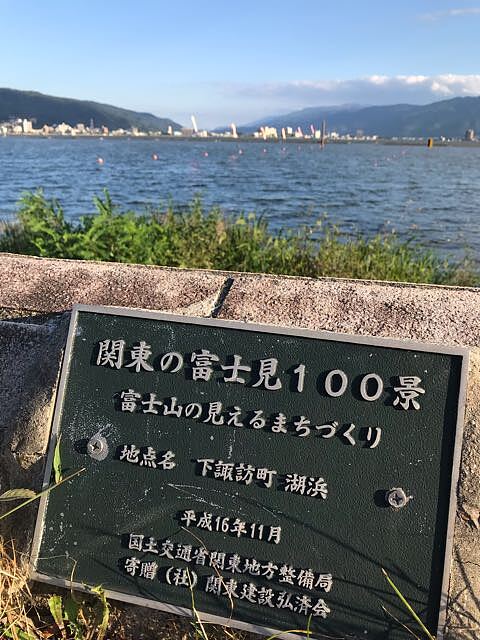 関東の富士見100景
富士山の見えるまちづくり
地点名 下諏訪町 湖浜
平成16年11月
国土交通省関東地方整備局
寄贈(社)関東建設弘済会